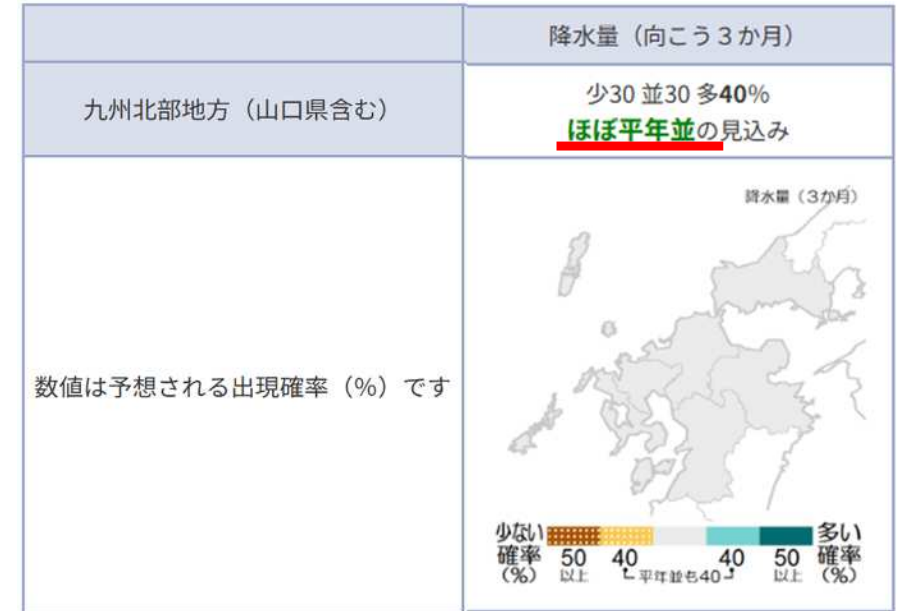 降水量（向こう３か月）
九州北部地方（山口県含む）
少30 並30 多40%
ほぼ平年並の見込み
数値は予想される出現確率（%）です
降水量（３か月）
少ない
確率
（%）
50
以上
40
平年並も40
40
50
以上
多い
確率
（%）